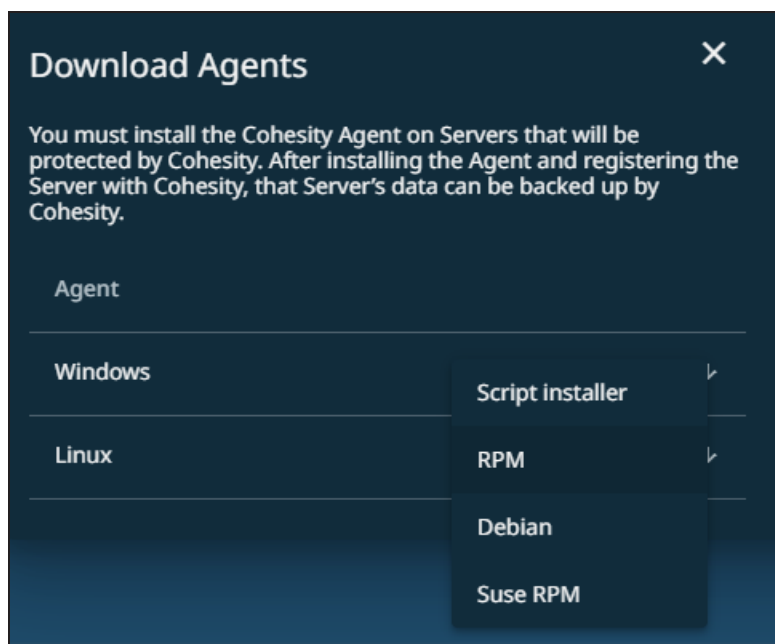 Download Agents
You must install the Cohesity Agent on Servers that will be
protected by Cohesity. After installing the Agent and registering the
Server with Cohesity, that Server's data can be backed up by
Cohesity.
Agent
Windows
Script installer
Linux
RPM
Debian
Suse RPM